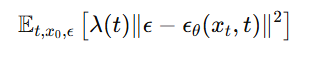 𝔼_{t,x_0,ϵ} [λ(t)‖ϵ − ϵ_θ(x_t, t)‖²]